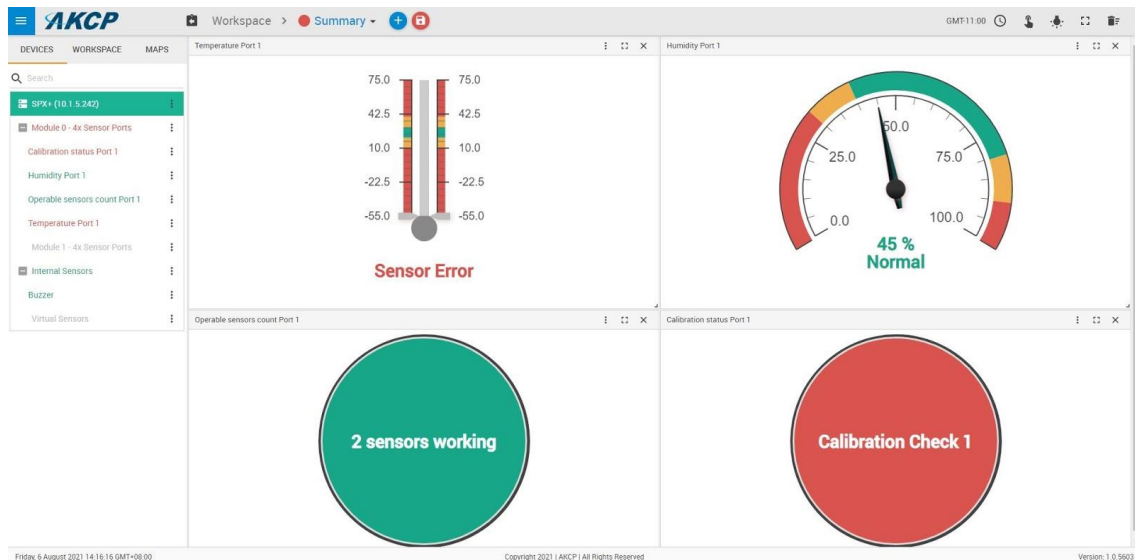 AKCP
Workspace > Summary
GMT-11:00
DEVICES WORKSPACE MAPS
Search
SPX+ (10.1.5.242)
Module 0 - 4x Sensor Ports
Calibration status Port 1
Humidity Port 1
Operable sensors count Port 1
Temperature Port 1
Module 1 - 4x Sensor Ports
Internal Sensors
Buzzer
Virtual Sensors
Temperature Port 1
75.0 75.0
42.5 42.5
10.0 10.0
-22.5 -22.5
-55.0 -55.0
Sensor Error
Humidity Port 1
50.0
25.0 75.0
0.0 100.0
45 %
Normal
Operable sensors count Port 1
2 sensors working
Calibration status Port 1
Calibration Check 1
Friday, 6 August 2021 14:16:16 GMT+08:00
Copyright 2021 | AKCP | All Rights Reserved
Version: 1.0.5603